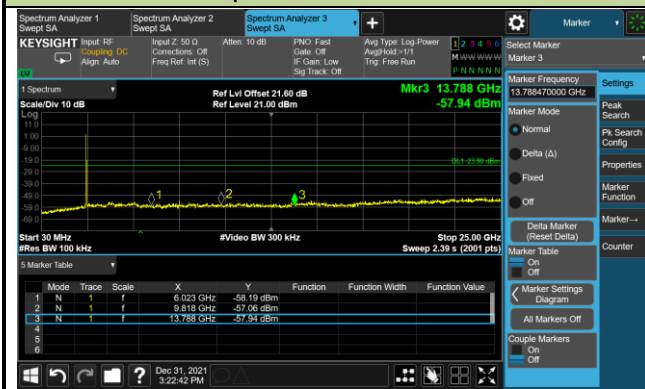 Spectrum Analyzer 1
Swept SA
Spectrum Analyzer 2
Swept SA
Spectrum Analyzer 3
Swept SA
Marker
KEYSIGHT
Input: RF
Coupling: DC
Align: Auto
Input Z: 50 Ω
Corrections: Off
Freq Ref: Int (S)
Atten: 10 dB
PNO: Fast
Gate: Off
IF Gain: Low
Sig Track: Off
Avg Type: Log-Power
Avg|Hold:>1/1
Trig: Free Run
1 2 3 4 5 6
M W W W W W
P N N N N N
LV
Select Marker
Marker 3
1 Spectrum
Scale/Div 10 dB
Ref Lvl Offset 21.60 dB
Ref Level 21.00 dBm
Mkr3 13.788 GHz
-57.94 dBm
Log
11.0
1.00
-9.00
-19.0
-29.0
-39.0
-49.0
-59.0
-69.0
DL1 -23.50 dBm
1
2
3
Start 30 MHz
#Res BW 100 kHz
#Video BW 300 kHz
Stop 25.00 GHz
Sweep 2.39 s (2001 pts)
5 Marker Table
Mode Trace Scale X Y Function Function Width Function Value
1 N 1 f 6.023 GHz -58.19 dBm
2 N 1 f 9.818 GHz -57.06 dBm
3 N 1 f 13.788 GHz -57.94 dBm
4
5
6
Marker Frequency
13.788470000 GHz
Marker Mode
Normal
Delta (Δ)
Fixed
Off
Delta Marker
(Reset Delta)
Marker Table
On
Off
Marker Settings
Diagram
All Markers Off
Couple Markers
On
Off
Settings
Peak
Search
Pk Search
Config
Properties
Marker
Function
Marker→
Counter
Dec 31, 2021
3:22:42 PM